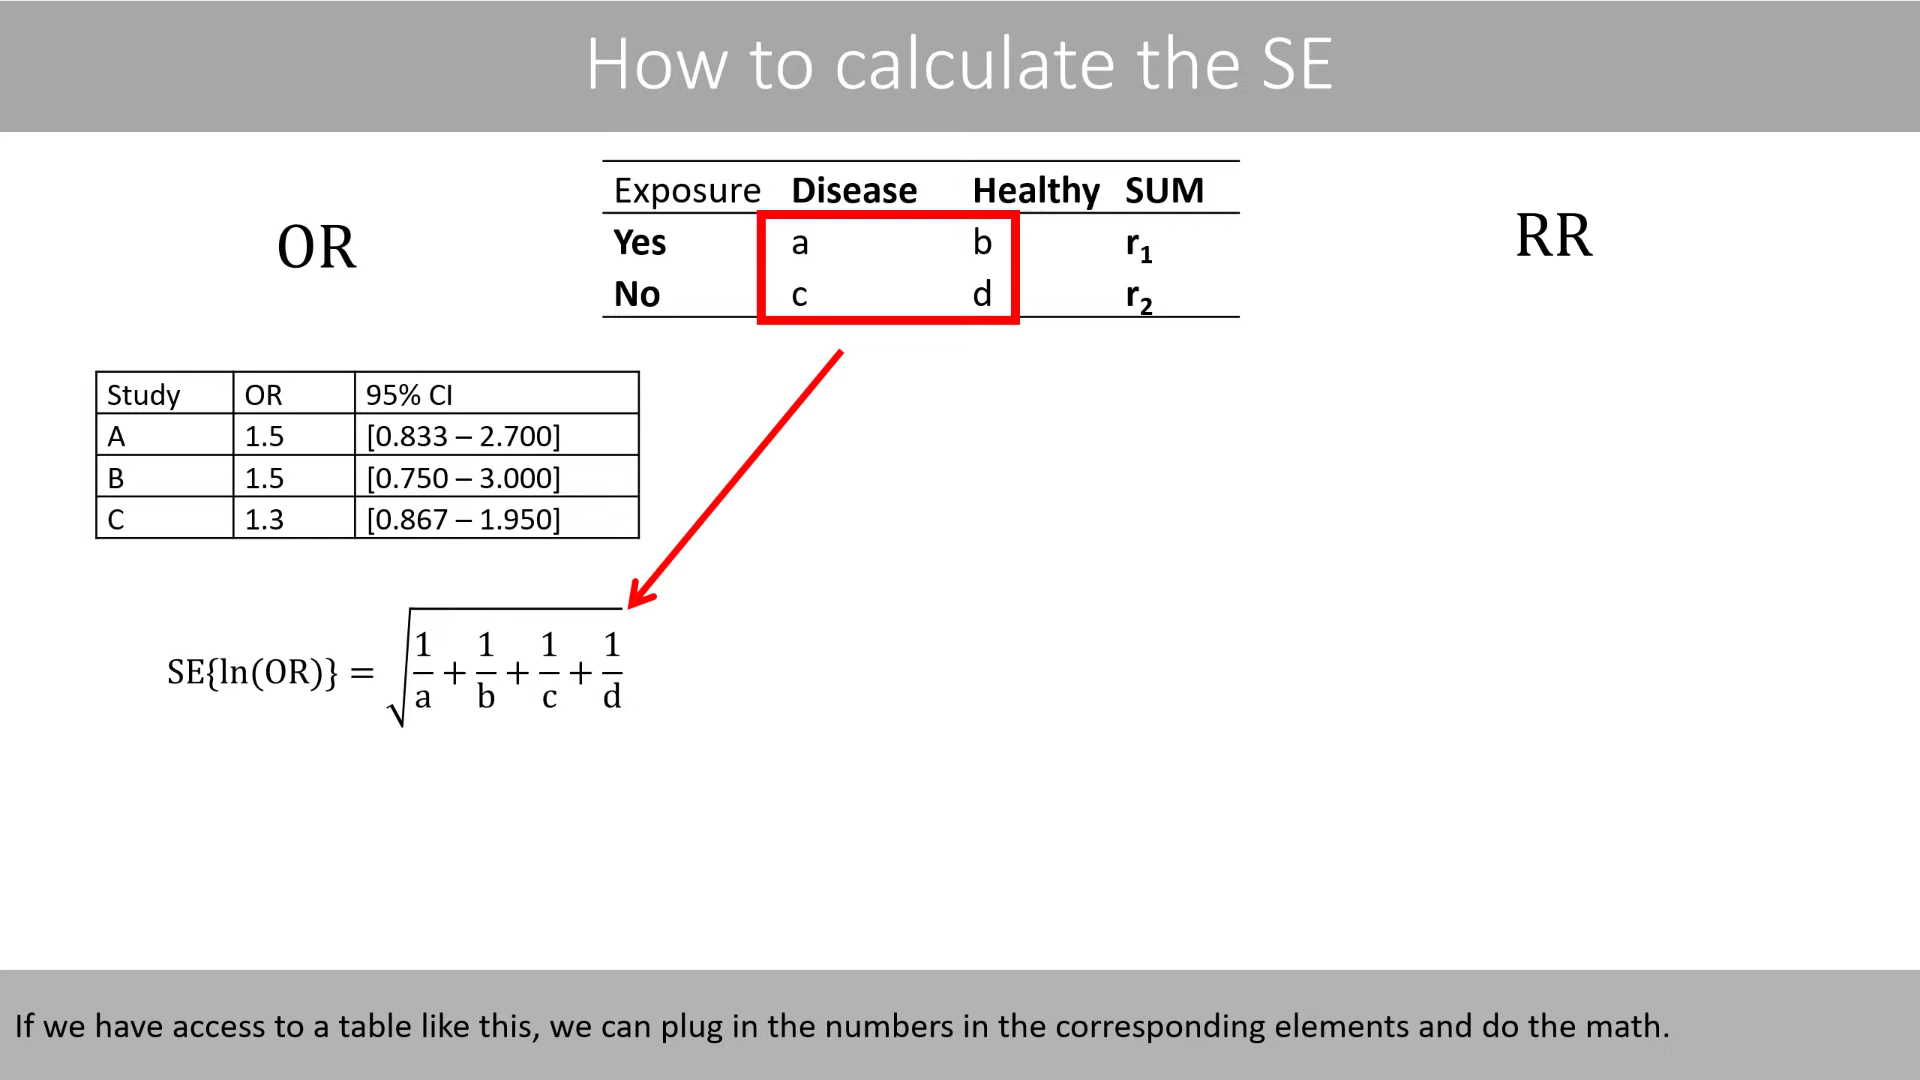 How to calculate the SE
OR
Exposure Disease Healthy SUM
Yes a b r₁
No c d r₂
RR
Study OR 95% CI
A 1.5 [0.833 – 2.700]
B 1.5 [0.750 – 3.000]
C 1.3 [0.867 – 1.950]
SE{ln(OR)} = √(1/a + 1/b + 1/c + 1/d)
If we have access to a table like this, we can plug in the numbers in the corresponding elements and do the math.